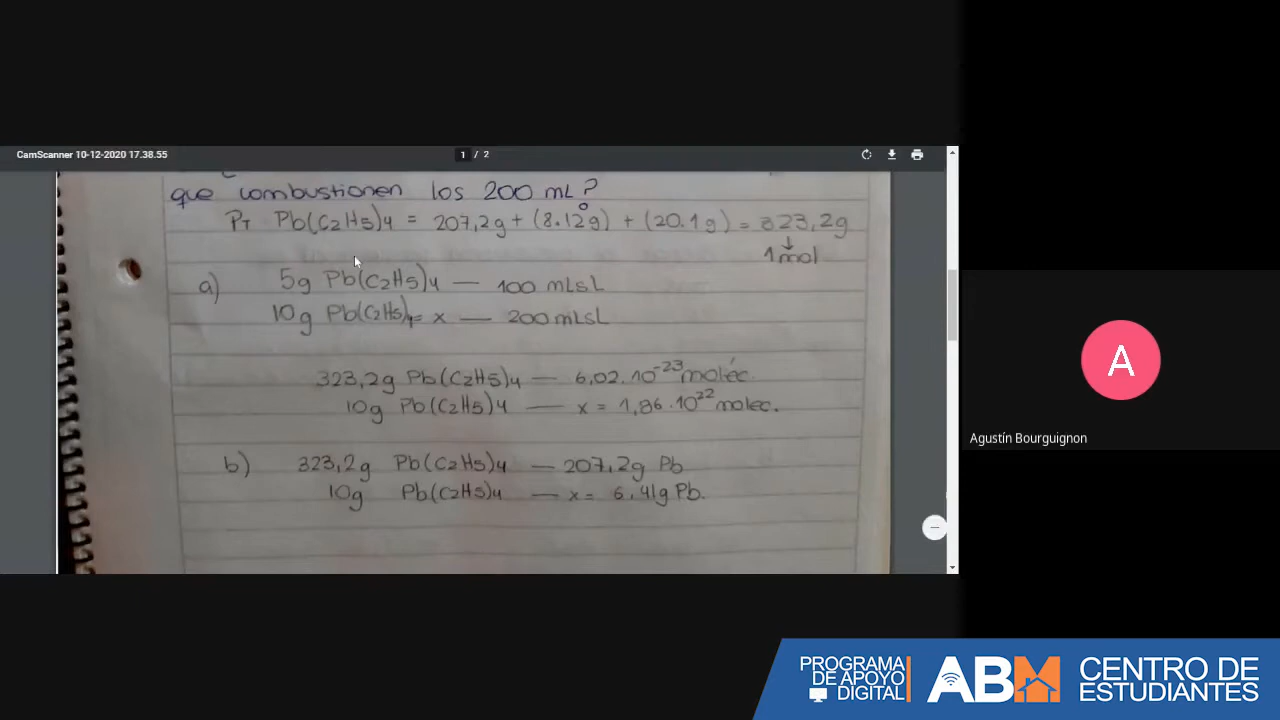 CamScanner 10-12-2020 17.38.55
1 / 2
que combustionen los 200 mL?
PT Pb(C2H5)4 = 207,2g + (8.12g) + (20.1g) = 323,2g
1 mol
a) 5g Pb(C2H5)4 — 100 mLsL
10g Pb(C2H5)4 = x — 200 mLsL
323,2g Pb(C2H5)4 — 6,02.10-23 moléc.
10g Pb(C2H5)4 — x = 1,86.1022 molec.
b) 323,2g Pb(C2H5)4 — 207,2g Pb
10g Pb(C2H5)4 — x = 6,41g Pb.
A
Agustín Bourguignon
PROGRAMA
DE APOYO
DIGITAL
ABM
CENTRO DE
ESTUDIANTES